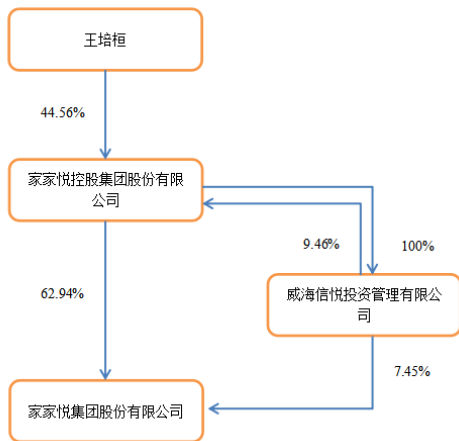 王培桓
44.56%
家家悦控股集团股份有限
公司
9.46%
100%
62.94%
威海信悦投资管理有限公
司
7.45%
家家悦集团股份有限公司